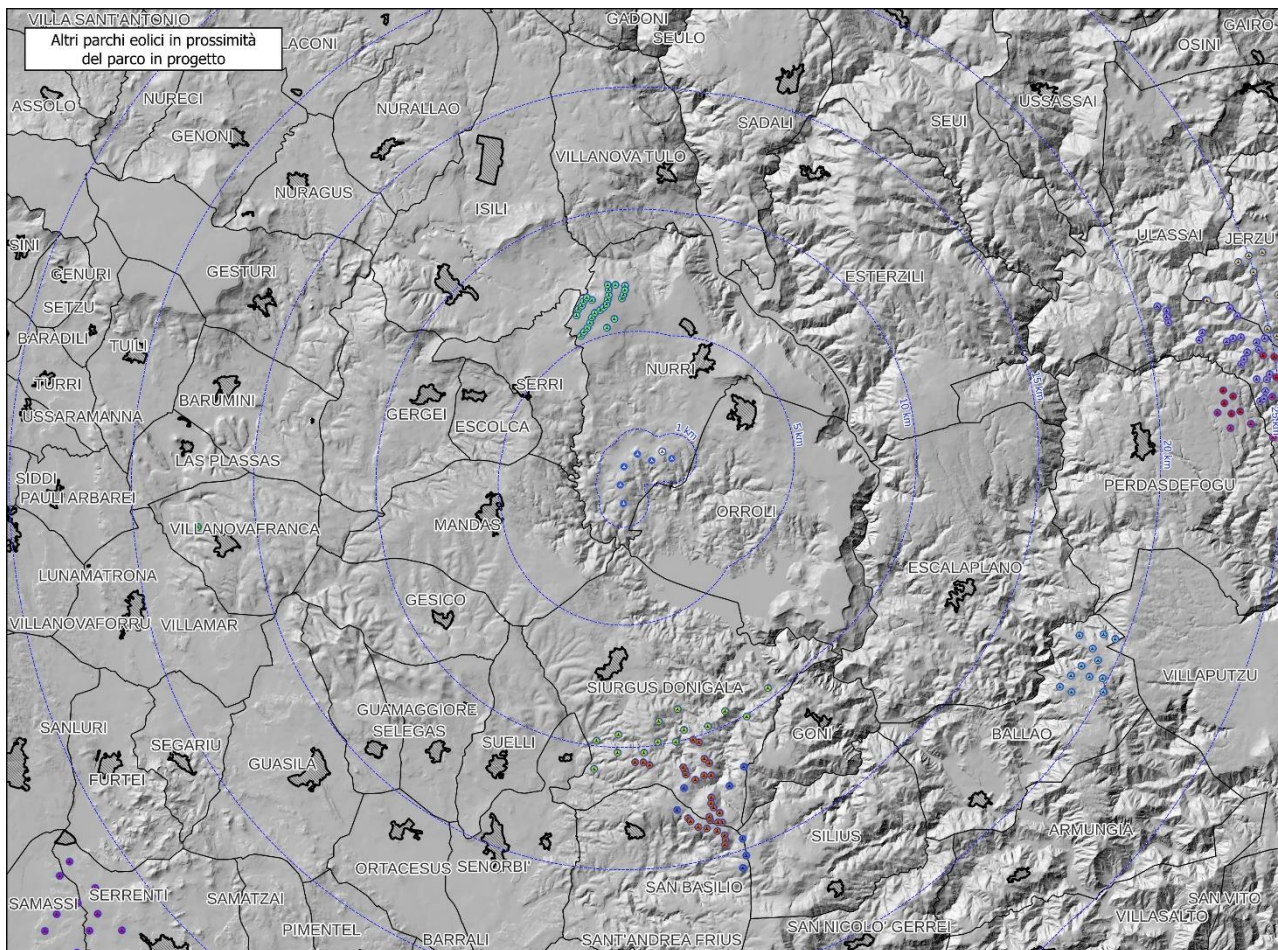 VILLA SANT'ANTONIO
GADONI
SEULO
GAIRO
OSINI
Altri parchi eolici in prossimità
del parco in progetto
LACONI
ASSOLO
NURECI
GENONI
NURALLAO
USSASSAI
SADALI
SEUI
VILLANOVA TULO
NURAGUS
ISILI
SINI
GENURI
GESTURI
ULASSAI
JERZU
ESTERZILI
SETZU
BARADILI
TUILI
TURRI
BARUMINI
USSARAMANNA
SERRI
NURRI
GERGEI
ESCOLCA
5 km
10 km
15 km
20 km
1 km
LAS PLASSAS
SIDDI
PAULI ARBAREI
PERDASDEFOGU
VILLANOVAFRANCA
MANDAS
ORROLI
LUNAMATRONA
ESCALAPLANO
GESICO
VILLANOVAFORRU
VILLAMAR
VILLAPUTZU
SIURGUS DONIGALA
GUAMAGGIORE
SELEGAS
SUELLI
GONI
BALLAO
SANLURI
SEGARIU
FURTEI
GUASILA
SILIUS
ARMUNGIA
ORTACESUS
SENORBI'
SAN BASILIO
SAMASSI
SERRENTI
SAMATZAI
PIMENTEL
BARRALI
SANT'ANDREA FRIUS
SAN NICOLO' GERREI
SAN VITO
VILLASALTO